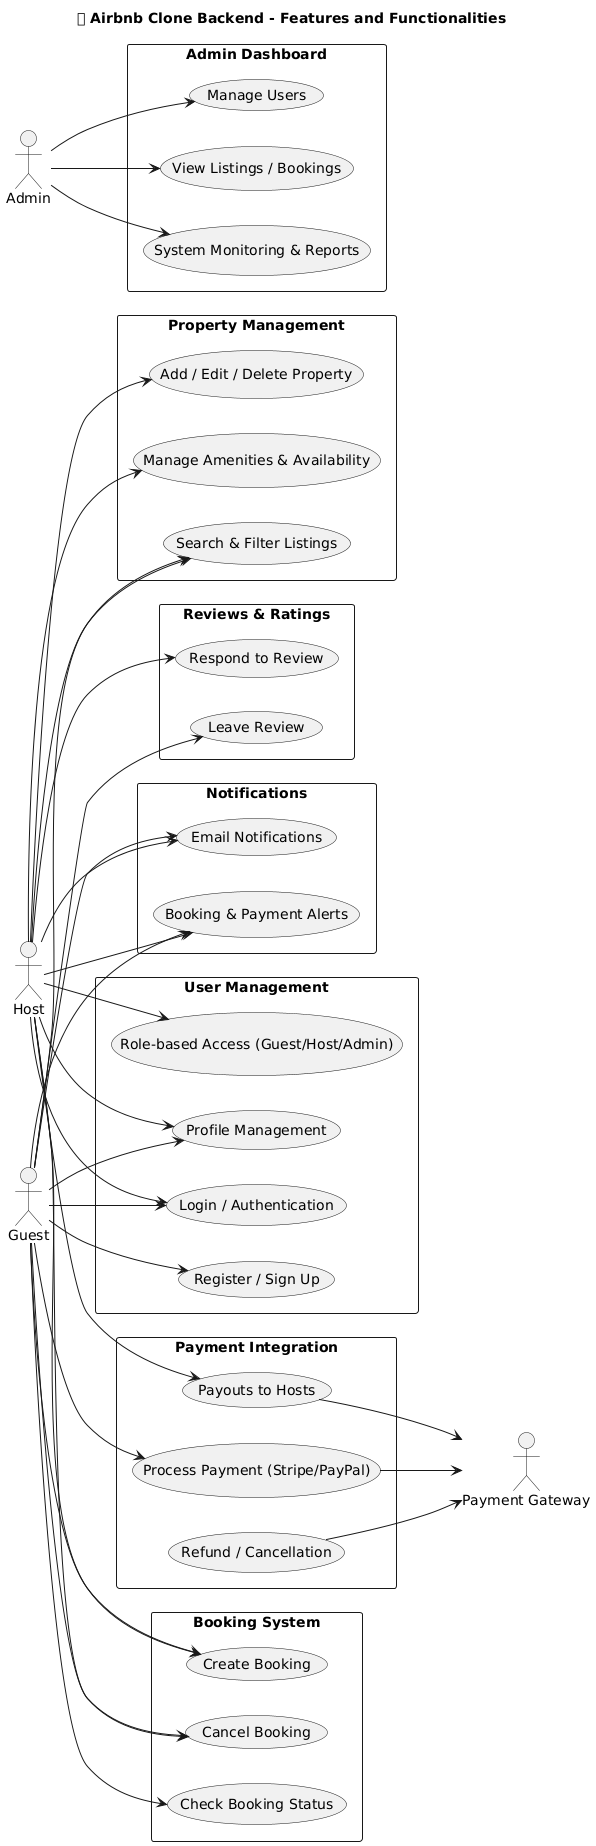 Airbnb Clone Backend - Features and Functionalities
Admin Dashboard
Manage Users
View Listings / Bookings
System Monitoring & Reports
Admin
Property Management
Add / Edit / Delete Property
Manage Amenities & Availability
Search & Filter Listings
Reviews & Ratings
Respond to Review
Leave Review
Notifications
Email Notifications
Booking & Payment Alerts
Host
User Management
Role-based Access (Guest/Host/Admin)
Profile Management
Login / Authentication
Register / Sign Up
Guest
Payment Integration
Payouts to Hosts
Process Payment (Stripe/PayPal)
Refund / Cancellation
Payment Gateway
Booking System
Create Booking
Cancel Booking
Check Booking Status